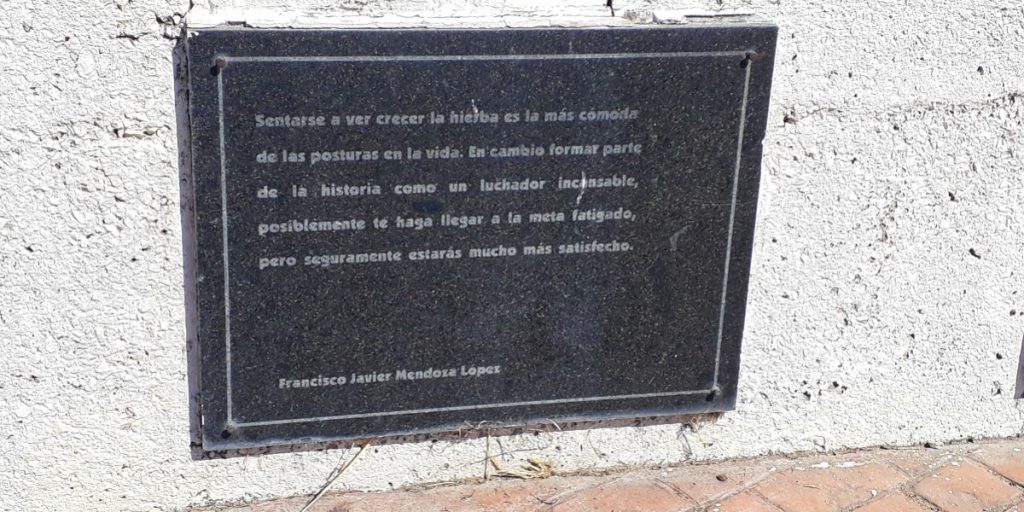 Sentarse a ver crecer la hierba es la más cómoda
de las posturas en la vida. En cambio formar parte
de la historia como un luchador incansable,
posiblemente te haga llegar a la meta fatigado,
pero seguramente estarás mucho más satisfecho.
Francisco Javier Mendoza López